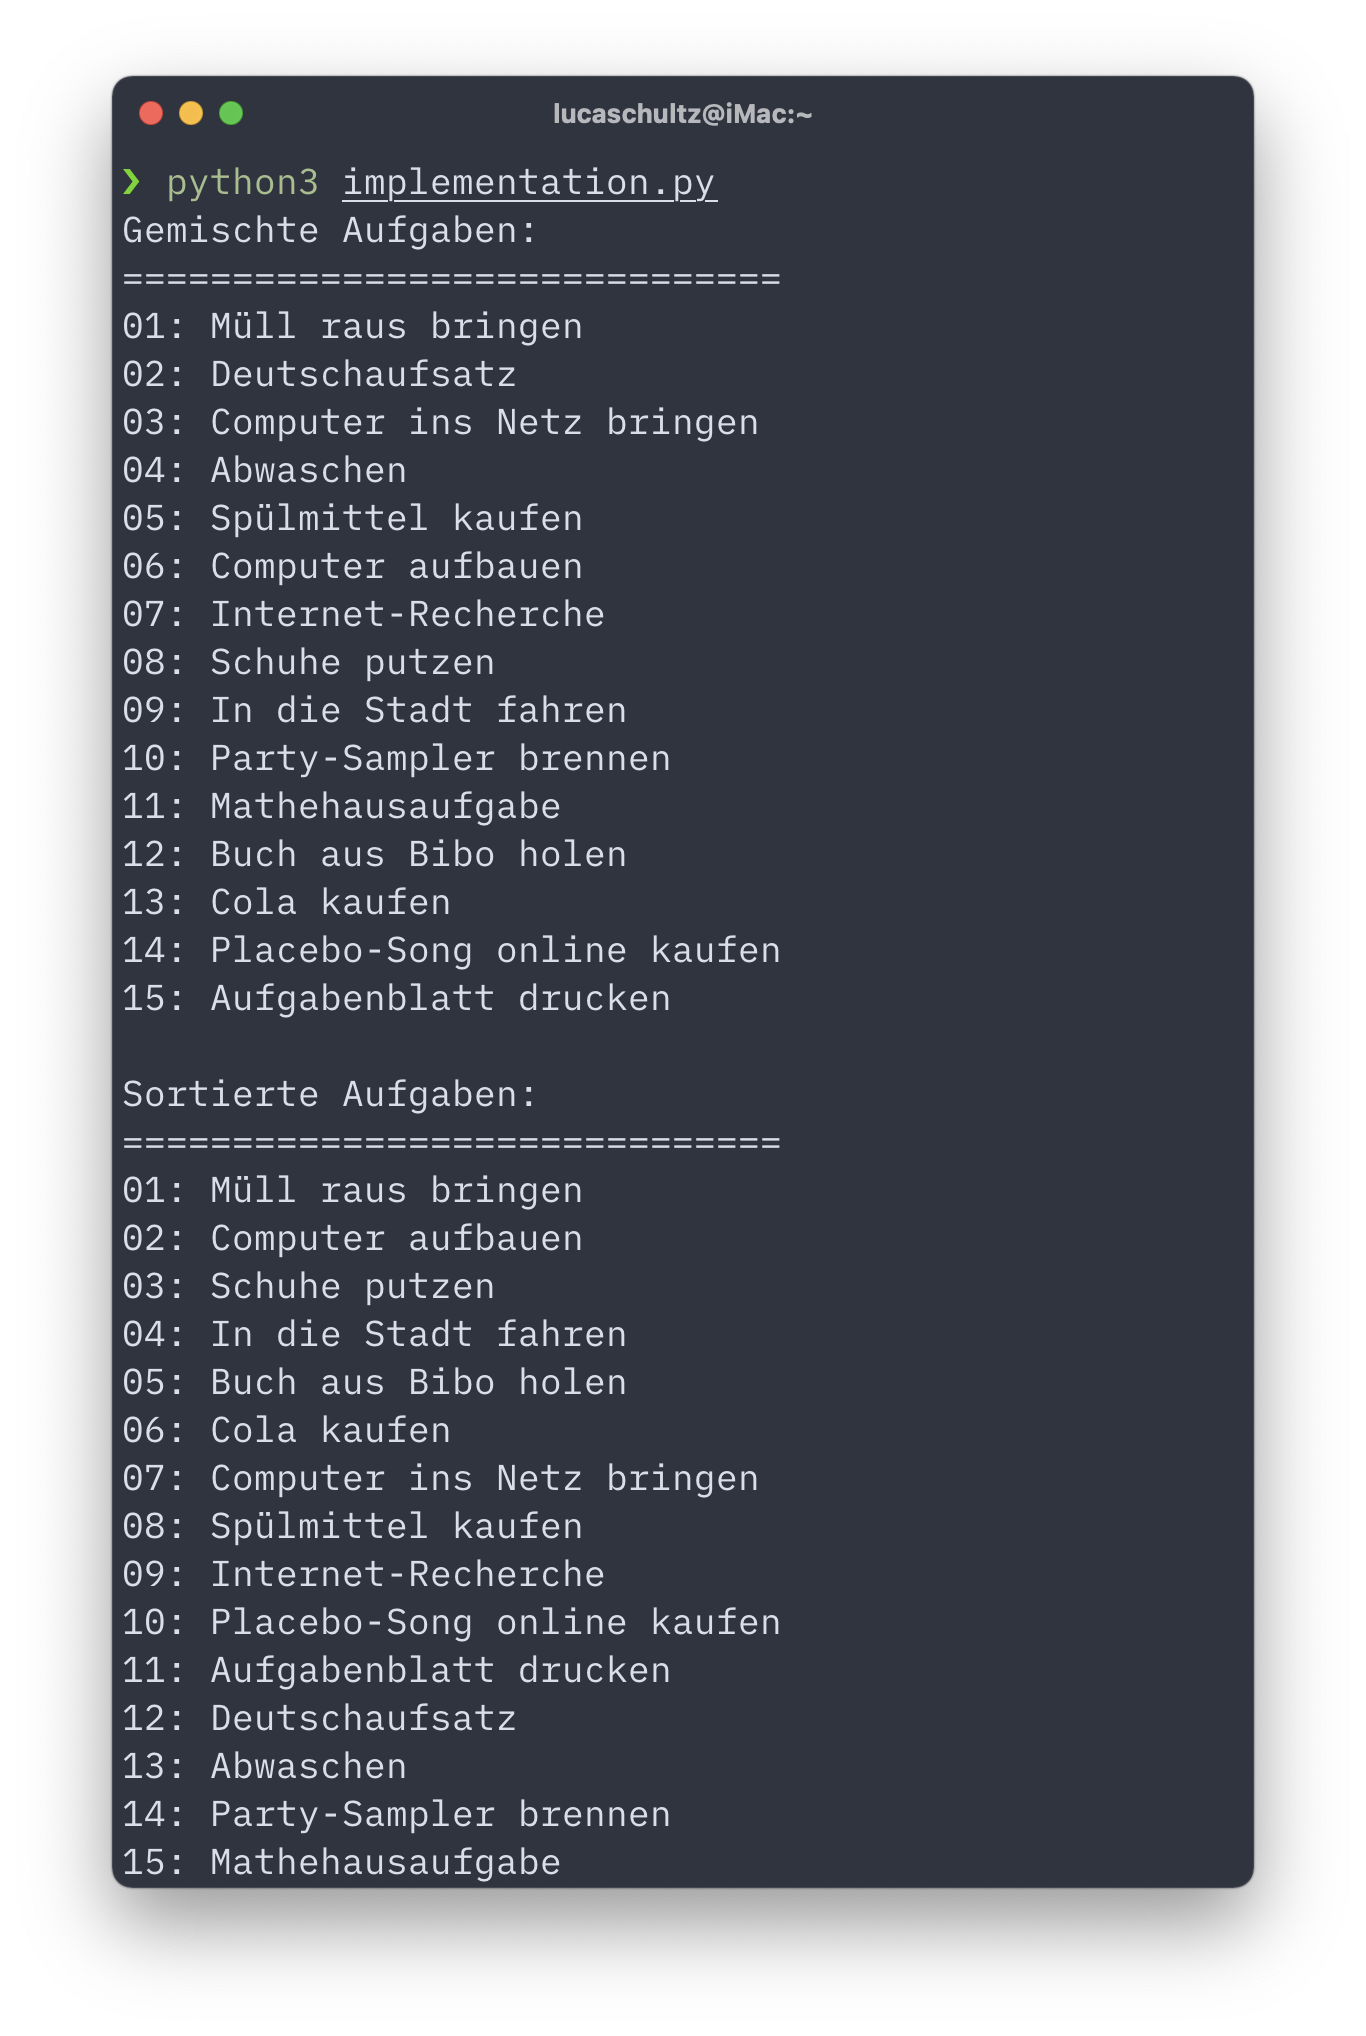 lucaschultz@iMac:~
❯ python3 implementation.py
Gemischte Aufgaben:
==============================
01: Müll raus bringen
02: Deutschaufsatz
03: Computer ins Netz bringen
04: Abwaschen
05: Spülmittel kaufen
06: Computer aufbauen
07: Internet-Recherche
08: Schuhe putzen
09: In die Stadt fahren
10: Party-Sampler brennen
11: Mathehausaufgabe
12: Buch aus Bibo holen
13: Cola kaufen
14: Placebo-Song online kaufen
15: Aufgabenblatt drucken
Sortierte Aufgaben:
==============================
01: Müll raus bringen
02: Computer aufbauen
03: Schuhe putzen
04: In die Stadt fahren
05: Buch aus Bibo holen
06: Cola kaufen
07: Computer ins Netz bringen
08: Spülmittel kaufen
09: Internet-Recherche
10: Placebo-Song online kaufen
11: Aufgabenblatt drucken
12: Deutschaufsatz
13: Abwaschen
14: Party-Sampler brennen
15: Mathehausaufgabe